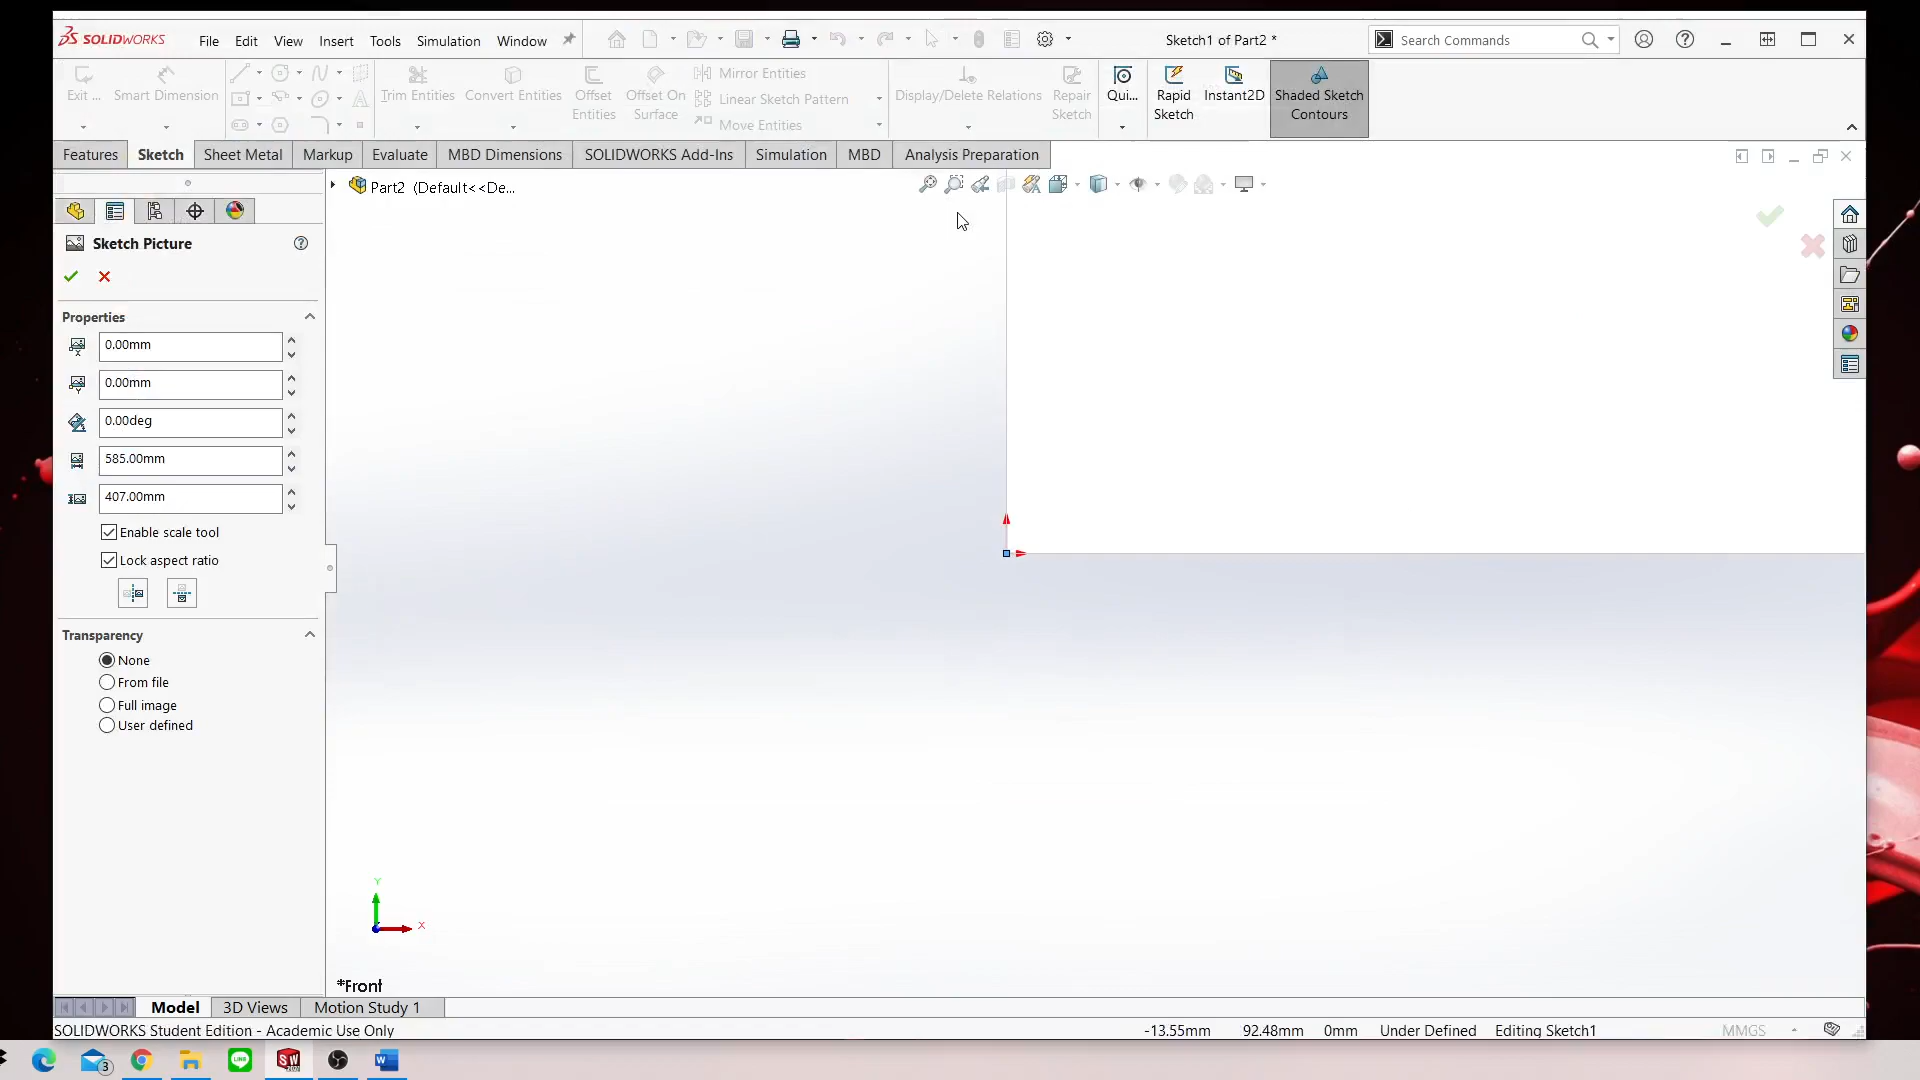 SOLIDWORKS
File Edit View Insert Tools Simulation Window
Sketch1 of Part2 *
Search Commands
Exit ...
Smart Dimension
Trim Entities
Convert Entities
Offset Entities
Offset On Surface
Mirror Entities
Linear Sketch Pattern
Move Entities
Display/Delete Relations
Repair Sketch
Qui...
Rapid Sketch
Instant2D
Shaded Sketch Contours
Features Sketch Sheet Metal Markup Evaluate MBD Dimensions SOLIDWORKS Add-Ins Simulation MBD Analysis Preparation
Part2 (Default<<De...
Sketch Picture
Properties
0.00mm
0.00mm
0.00deg
585.00mm
407.00mm
Enable scale tool
Lock aspect ratio
Transparency
None
From file
Full image
User defined
Y
X
*Front
Model 3D Views Motion Study 1
SOLIDWORKS Student Edition - Academic Use Only
-13.55mm 92.48mm 0mm Under Defined Editing Sketch1 MMGS
3
LINE
SW
W